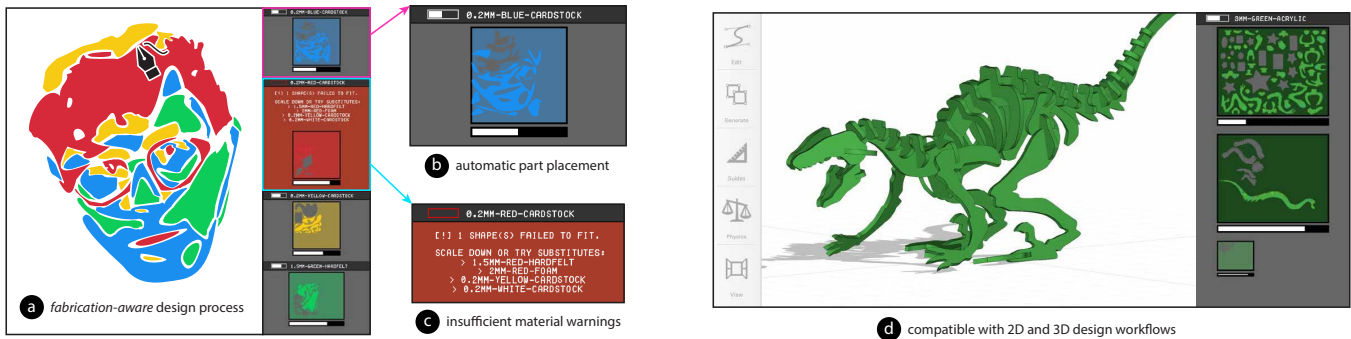 0.2MM-BLUE-CARDSTOCK
0.2MM-RED-CARDSTOCK
[!] 1 SHAPE(S) FAILED TO FIT.
SCALE DOWN OR TRY SUBSTITUTES:
> 1.5MM-RED-HARDFELT
> 2MM-RED-FOAM
> 0.2MM-YELLOW-CARDSTOCK
> 0.2MM-WHITE-CARDSTOCK
0.2MM-YELLOW-CARDSTOCK
1.5MM-GREEN-HARDFELT
a fabrication-aware design process
0.2MM-BLUE-CARDSTOCK
b automatic part placement
0.2MM-RED-CARDSTOCK
[!] 1 SHAPE(S) FAILED TO FIT.
SCALE DOWN OR TRY SUBSTITUTES:
> 1.5MM-RED-HARDFELT
> 2MM-RED-FOAM
> 0.2MM-YELLOW-CARDSTOCK
> 0.2MM-WHITE-CARDSTOCK
c insufficient material warnings
Edit
Generate
Guides
Physics
View
3MM-GREEN-ACRYLIC
d compatible with 2D and 3D design workflows